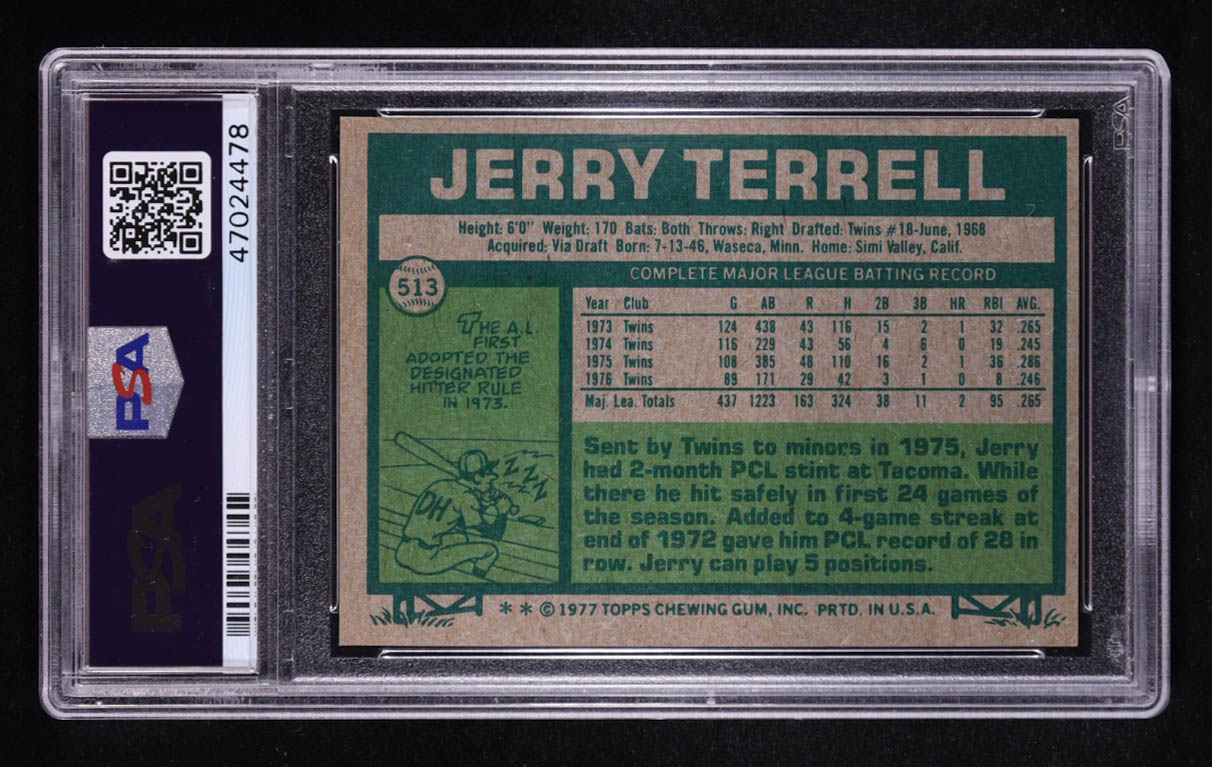 47024478
PSA
PSA
PSA
JERRY TERRELL
Height: 6'0" Weight: 170 Bats: Both Throws: Right Drafted: Twins #18-June, 1968
Acquired: Via Draft Born: 7-13-46, Waseca, Minn. Home: Simi Valley, Calif.
513
THE A.L.
FIRST
ADOPTED THE
DESIGNATED
HITTER RULE
IN 1973.
DH
COMPLETE MAJOR LEAGUE BATTING RECORD
Year Club G AB R H 2B 3B HR RBI AVG.
1973 Twins 124 438 43 116 15 2 1 32 .265
1974 Twins 116 229 43 56 4 6 0 19 .245
1975 Twins 108 385 48 110 16 2 1 36 .286
1976 Twins 89 171 29 42 3 1 0 8 .246
Maj. Lea. Totals 437 1223 163 324 38 11 2 95 .265
Sent by Twins to minors in 1975, Jerry
had 2-month PCL stint at Tacoma. While
there he hit safely in first 24 games of
the season. Added to 4-game streak at
end of 1972 gave him PCL record of 28 in
row. Jerry can play 5 positions.
* * © 1977 TOPPS CHEWING GUM, INC. PRTD. IN U.S.A.